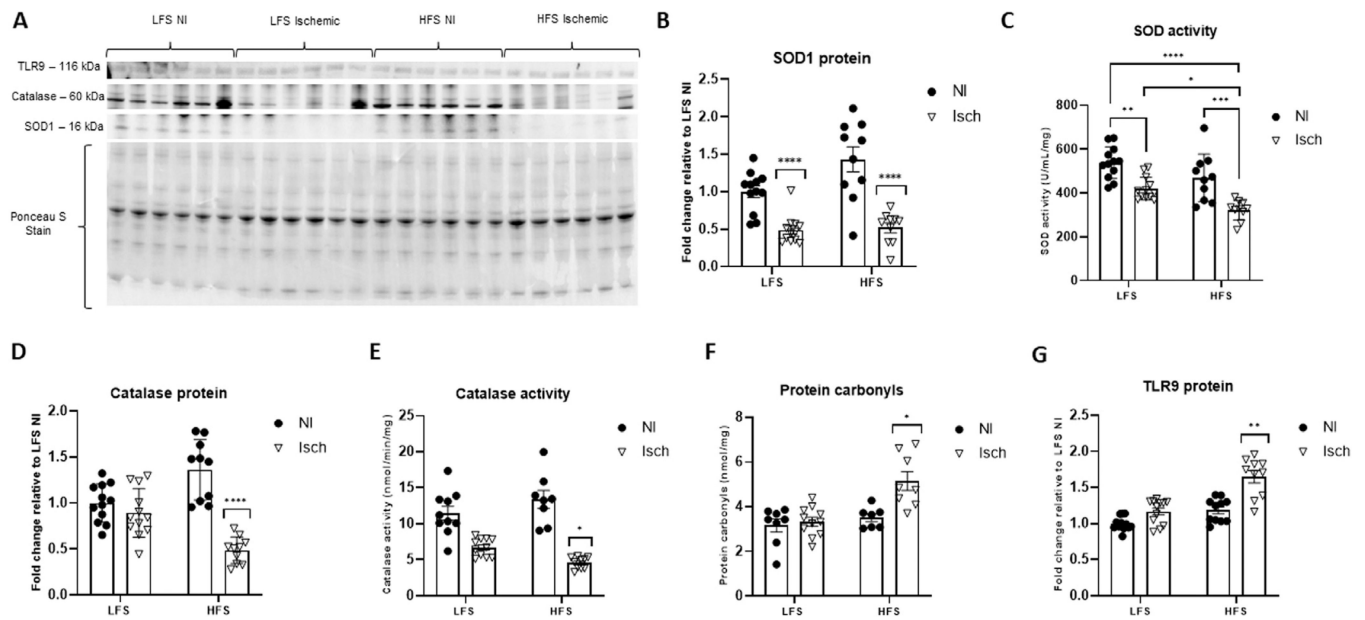 A
LFS NI
LFS Ischemic
HFS NI
HFS Ischemic
TLR9 – 116 kDa
Catalase – 60 kDa
SOD1 – 16 kDa
Ponceau S
Stain
B
SOD1 protein
Fold change relative to LFS NI
2.5
2.0
1.5
1.0
0.5
0.0
****
****
LFS
HFS
NI
Isch
C
SOD activity
SOD activity (U/mL/mg)
800
600
400
200
0
****
*
**
***
LFS
HFS
NI
Isch
D
Catalase protein
Fold change relative to LFS NI
2.0
1.5
1.0
0.5
0.0
****
LFS
HFS
NI
Isch
E
Catalase activity
Catalase activity (nmol/min/mg)
25
20
15
10
5
0
*
LFS
HFS
NI
Isch
F
Protein carbonyls
Protein carbonyls (nmol/mg)
8
6
4
2
0
*
LFS
HFS
NI
Isch
G
TLR9 protein
Fold change relative to LFS NI
2.5
2.0
1.5
1.0
0.5
0.0
**
LFS
HFS
NI
Isch